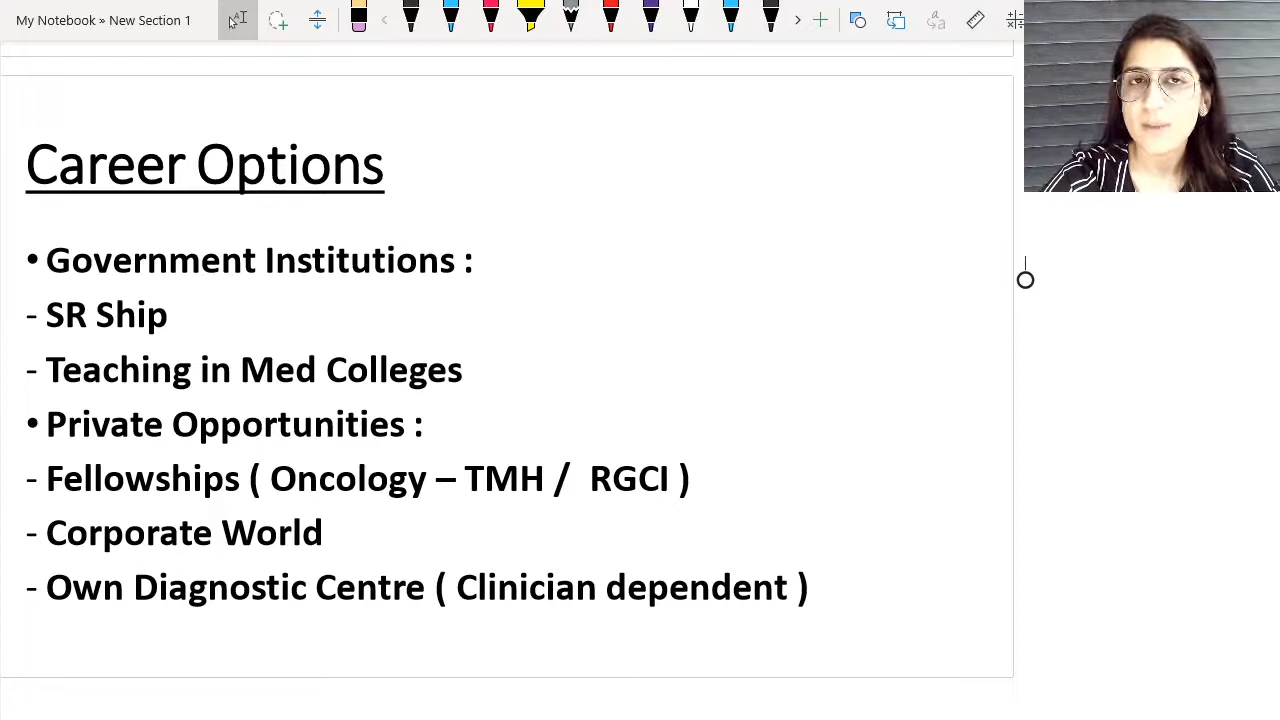 My Notebook » New Section 1
Career Options
• Government Institutions :
- SR Ship
- Teaching in Med Colleges
• Private Opportunities :
- Fellowships ( Oncology – TMH / RGCI )
- Corporate World
- Own Diagnostic Centre ( Clinician dependent )